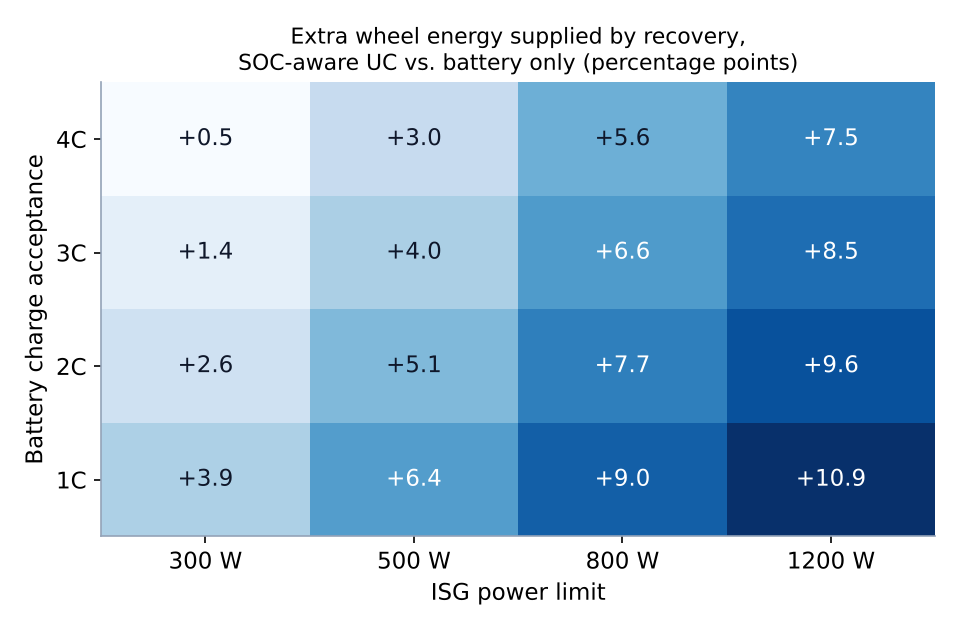 Extra wheel energy supplied by recovery,
SOC-aware UC vs. battery only (percentage points)
Battery charge acceptance
4C +0.5 +3.0 +5.6 +7.5
3C +1.4 +4.0 +6.6 +8.5
2C +2.6 +5.1 +7.7 +9.6
1C +3.9 +6.4 +9.0 +10.9
300 W 500 W 800 W 1200 W
ISG power limit